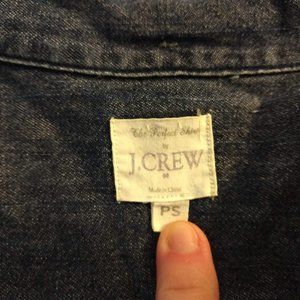 The Perfect Shirt
by
J.CREW
M
Made in China
PS